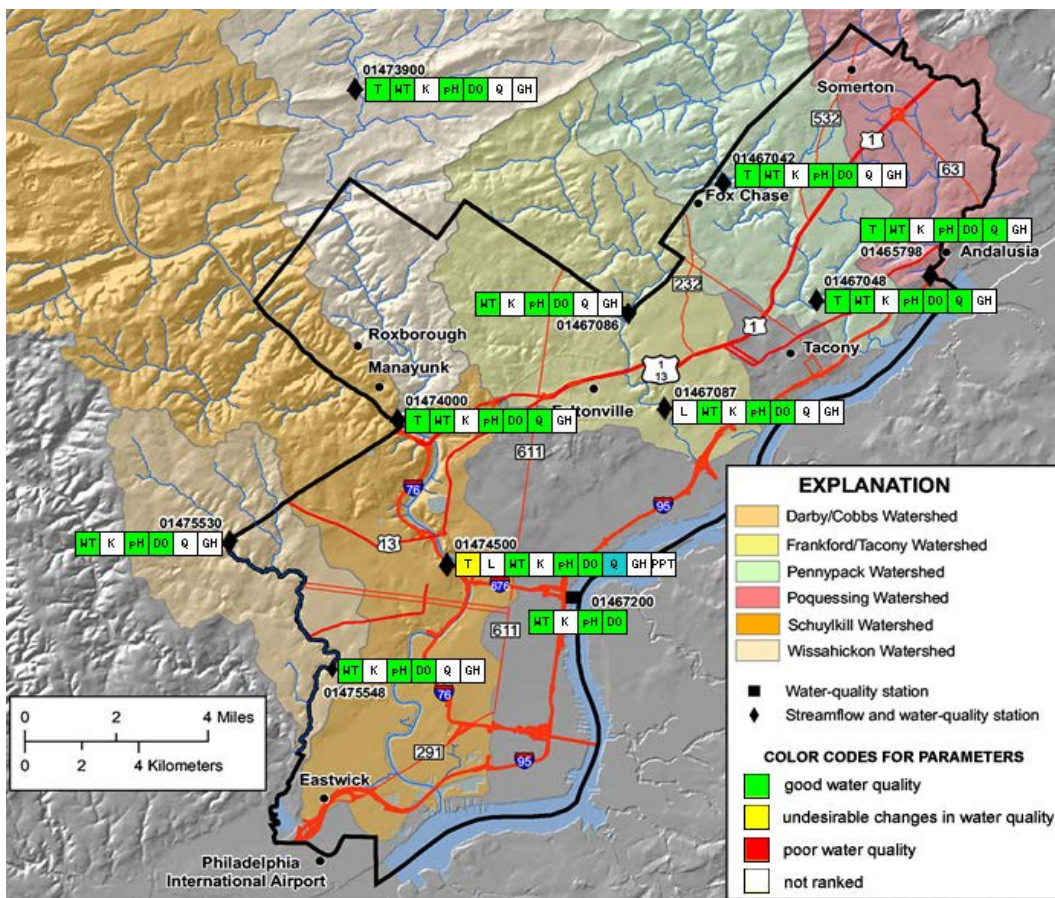 01473900
T WT K pH DO Q GH
Somerton
532
1
01467042
T WT K pH DO Q GH
63
Fox Chase
T WT K pH DO Q GH
01465798
Andalusia
01467048
T WT K pH DO Q GH
232
WT K pH DO Q GH
01467086
1
Roxborough
Tacony
Manayunk
1
13
01467087
L WT K pH DO Q GH
01474000
T WT K pH DO Q GH
ltonville
611
76
95
01475530
WT K pH DO Q GH
13
01474500
T L WT K pH DO Q GH PPT
676
01467200
WT K pH DO
611
WT K pH DO Q GH
01475548
76
291
95
Eastwick
Philadelphia
International Airport
0 2 4 Miles
0 2 4 Kilometers
EXPLANATION
Darby/Cobbs Watershed
Frankford/Tacony Watershed
Pennypack Watershed
Poquessing Watershed
Schuylkill Watershed
Wissahickon Watershed
Water-quality station
Streamflow and water-quality station
COLOR CODES FOR PARAMETERS
good water quality
undesirable changes in water quality
poor water quality
not ranked